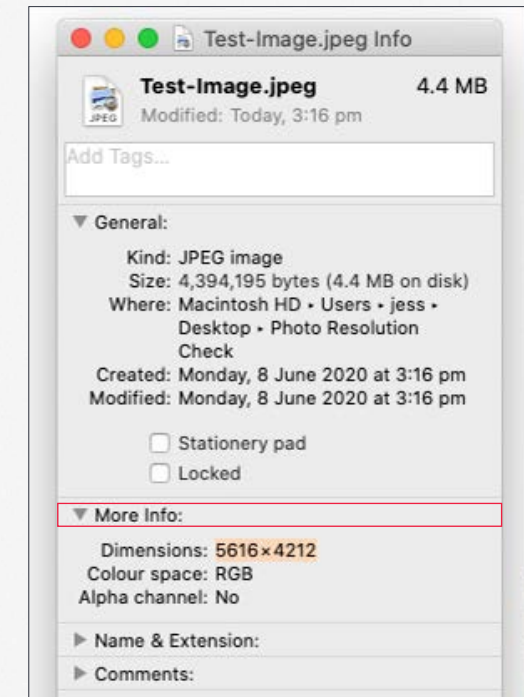 Test-Image.jpeg Info
Test-Image.jpeg 4.4 MB
JPEG
Modified: Today, 3:16 pm
Add Tags...
▼ General:
Kind: JPEG image
Size: 4,394,195 bytes (4.4 MB on disk)
Where: Macintosh HD ▸ Users ▸ jess ▸
Desktop ▸ Photo Resolution
Check
Created: Monday, 8 June 2020 at 3:16 pm
Modified: Monday, 8 June 2020 at 3:16 pm
Stationery pad
Locked
▼ More Info:
Dimensions: 5616×4212
Colour space: RGB
Alpha channel: No
▶ Name & Extension:
▶ Comments: